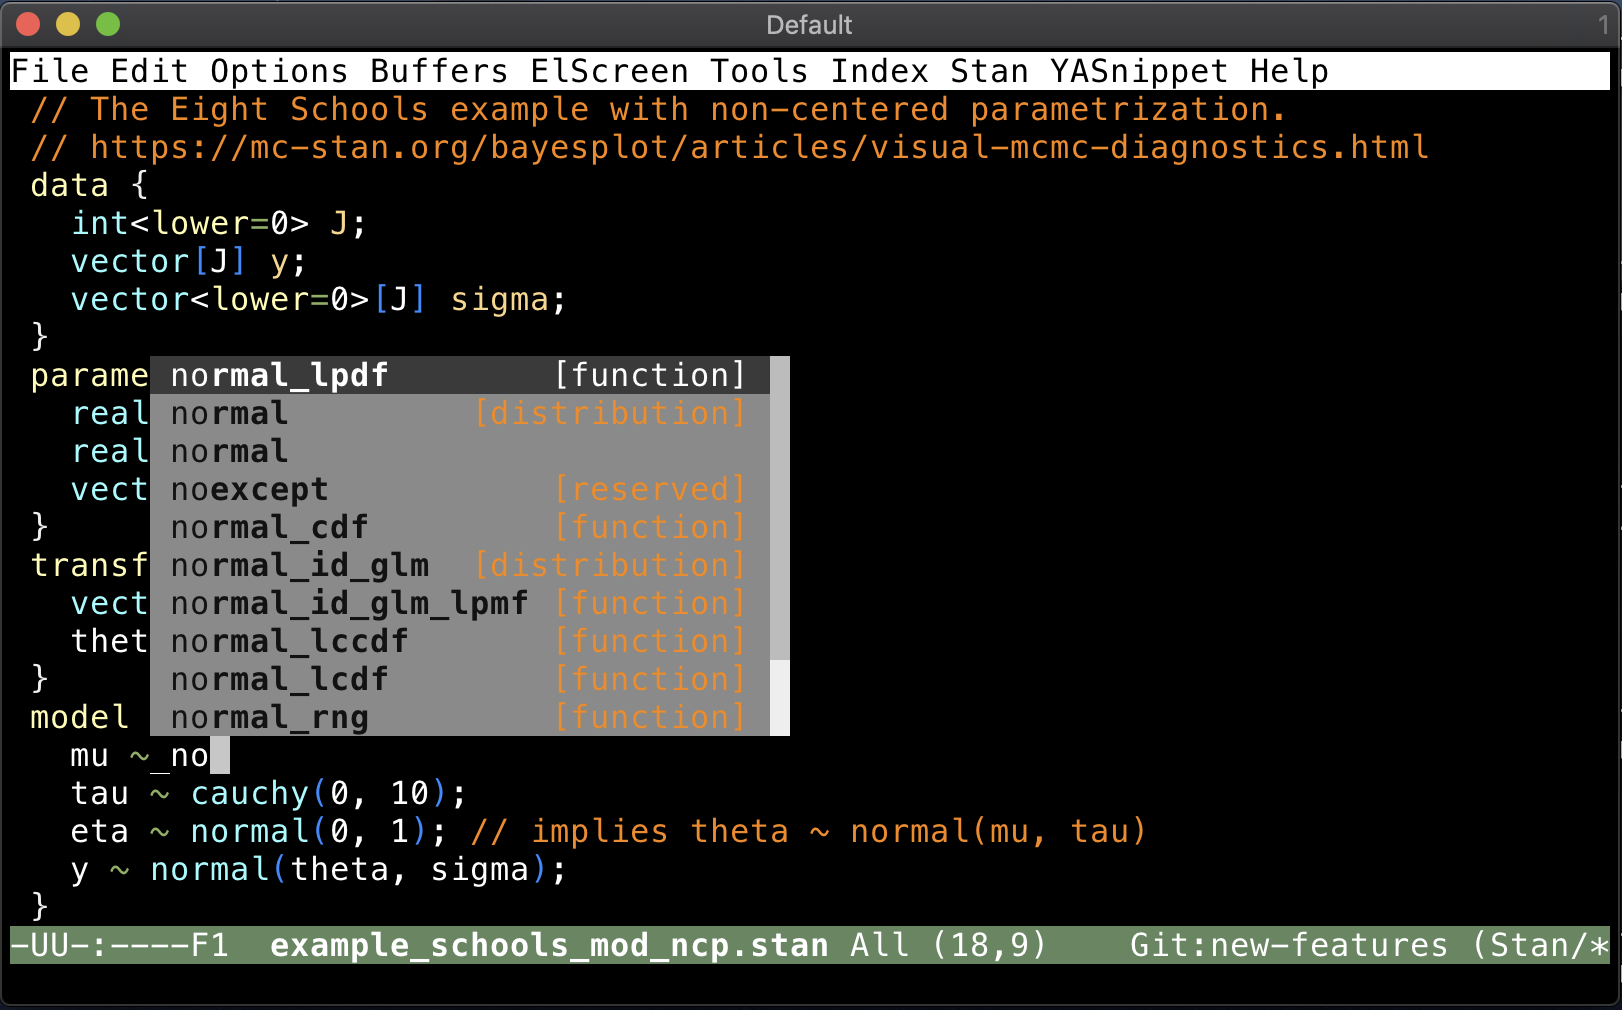 Default 1
File Edit Options Buffers ElScreen Tools Index Stan YASnippet Help
// The Eight Schools example with non-centered parametrization.
// https://mc-stan.org/bayesplot/articles/visual-mcmc-diagnostics.html
data {
  int<lower=0> J;
  vector[J] y;
  vector<lower=0>[J] sigma;
}
parame normal_lpdf [function]
  real normal [distribution]
  real normal
  vect noexcept [reserved]
} normal_cdf [function]
transf normal_id_glm [distribution]
  vect normal_id_glm_lpmf [function]
  thet normal_lccdf [function]
} normal_lcdf [function]
model normal_rng [function]
  mu ~ no
  tau ~ cauchy(0, 10);
  eta ~ normal(0, 1); // implies theta ~ normal(mu, tau)
  y ~ normal(theta, sigma);
}
-UU-:----F1  example_schools_mod_ncp.stan All (18,9)    Git:new-features (Stan/*